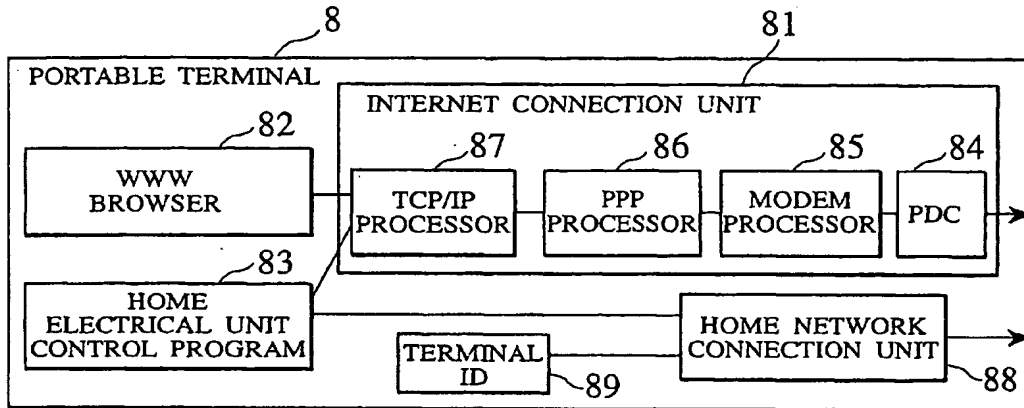 8
81
PORTABLE TERMINAL
INTERNET CONNECTION UNIT
82
87
86
85
84
WWW
BROWSER
TCP/IP
PROCESSOR
PPP
PROCESSOR
MODEM
PROCESSOR
PDC
83
HOME
ELECTRICAL UNIT
CONTROL PROGRAM
HOME NETWORK
CONNECTION UNIT
TERMINAL
ID
89
88